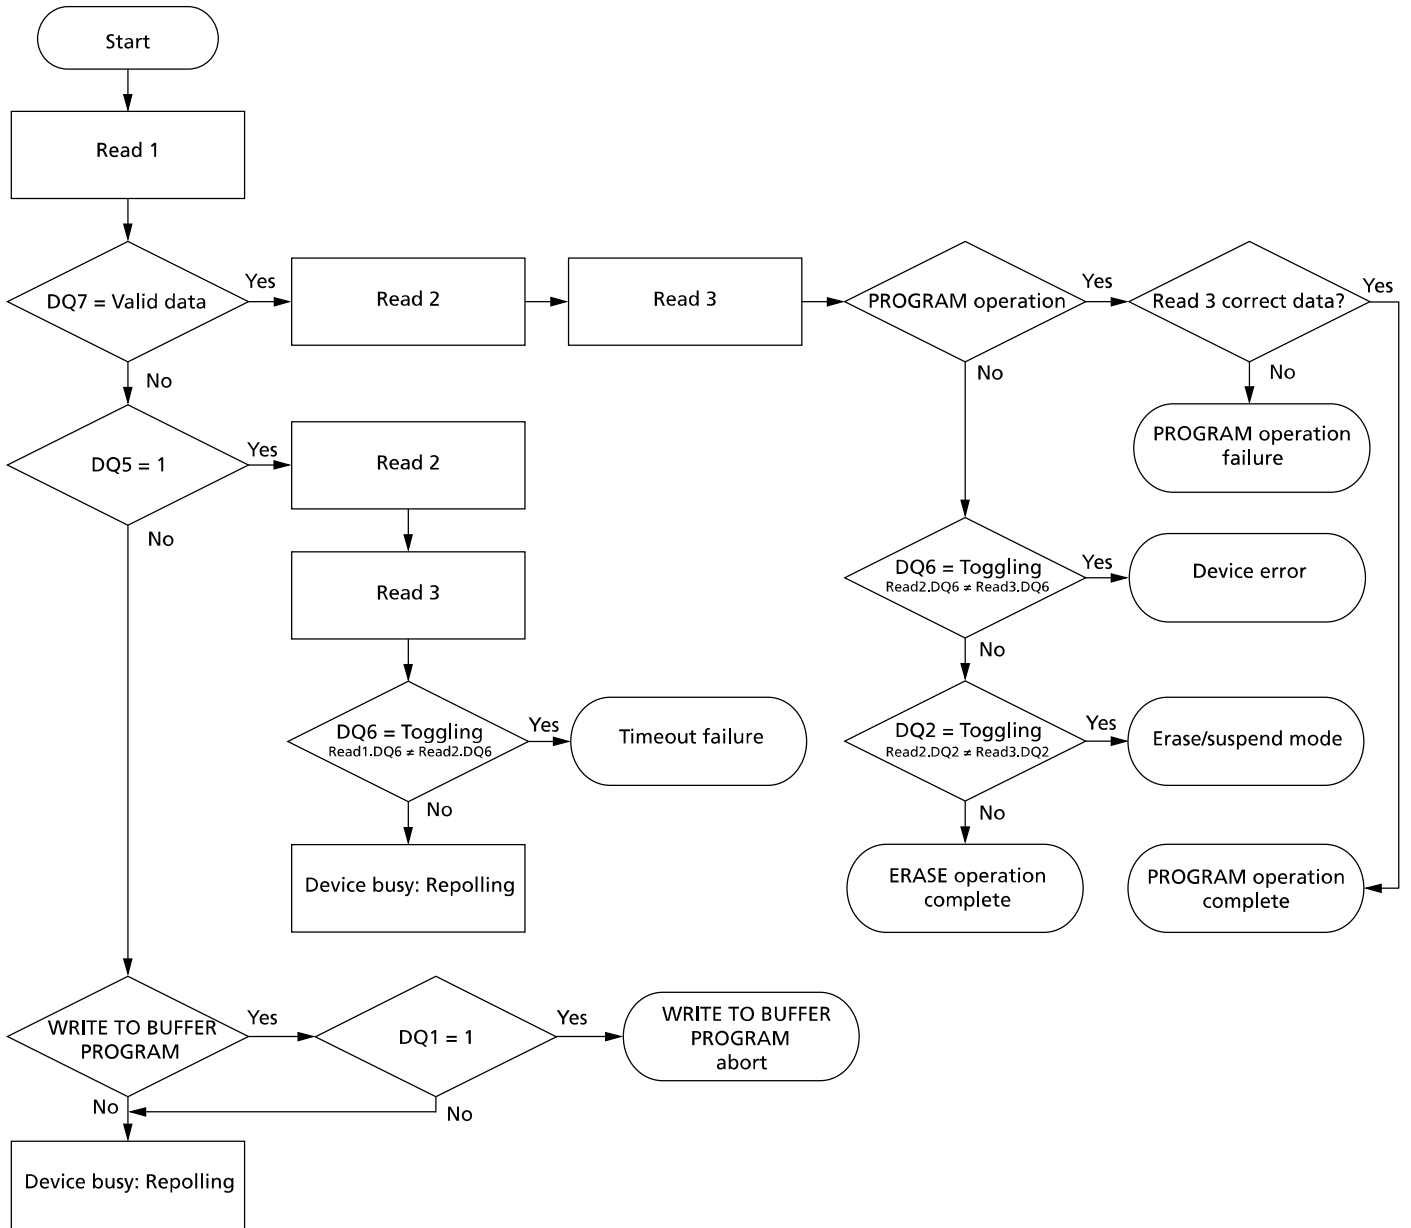 Start
Read 1
DQ7 = Valid data
Yes
Read 2
Read 3
PROGRAM operation
Yes
Read 3 correct data?
Yes
No
No
No
PROGRAM operation
failure
DQ5 = 1
Yes
Read 2
No
Read 3
DQ6 = Toggling
Read2.DQ6 ≠ Read3.DQ6
Yes
Device error
No
DQ6 = Toggling
Read1.DQ6 ≠ Read2.DQ6
Yes
Timeout failure
DQ2 = Toggling
Read2.DQ2 ≠ Read3.DQ2
Yes
Erase/suspend mode
No
No
Device busy: Repolling
ERASE operation
complete
PROGRAM operation
complete
WRITE TO BUFFER
PROGRAM
Yes
DQ1 = 1
Yes
WRITE TO BUFFER
PROGRAM
abort
No
No
Device busy: Repolling